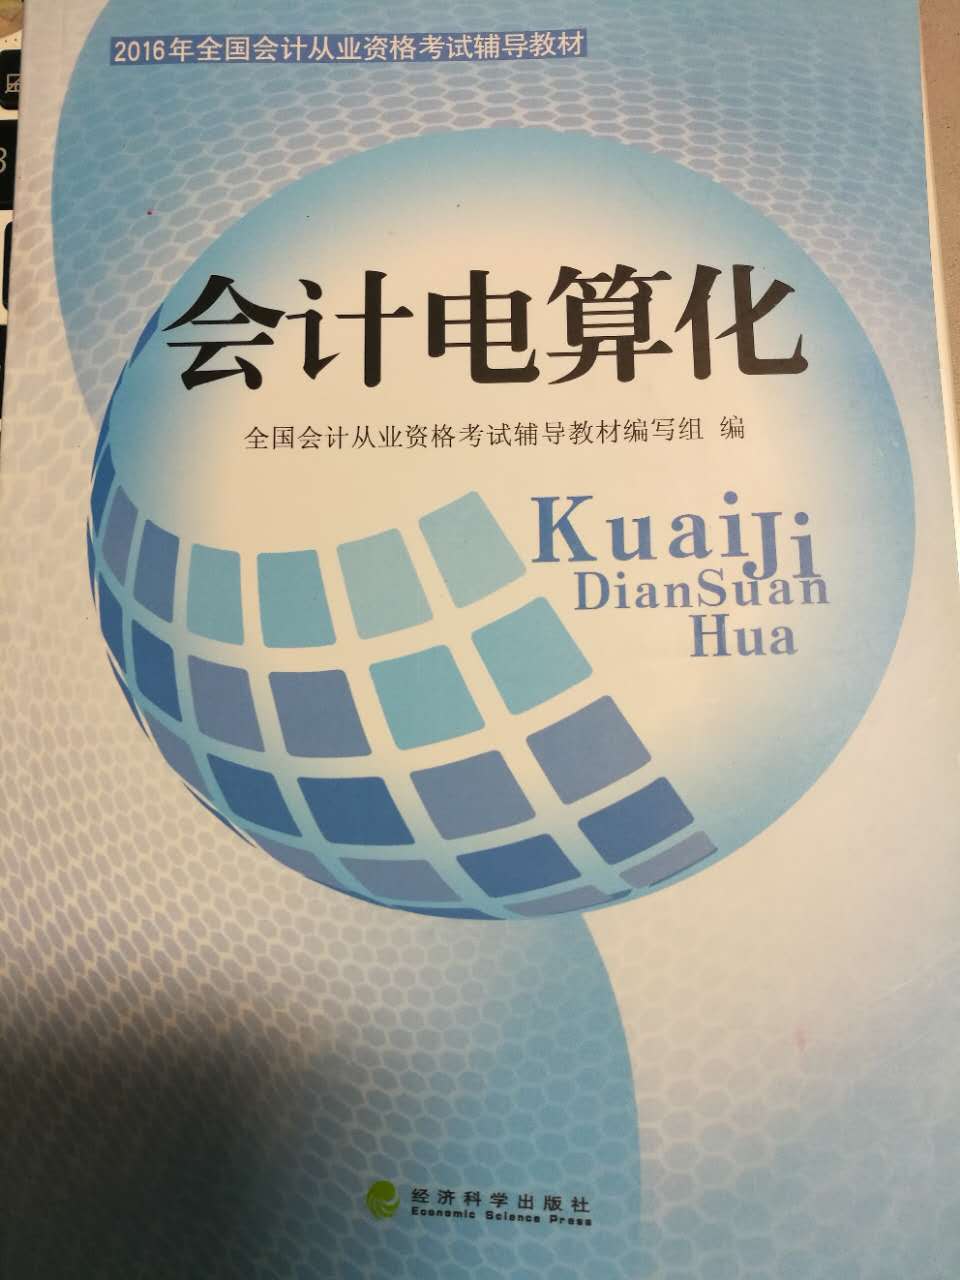 2016年全国会计从业资格考试辅导教材
会计电算化
全国会计从业资格考试辅导教材编写组 编
KuaiJi
DianSuan
Hua
经济科学出版社
Economic Science Press